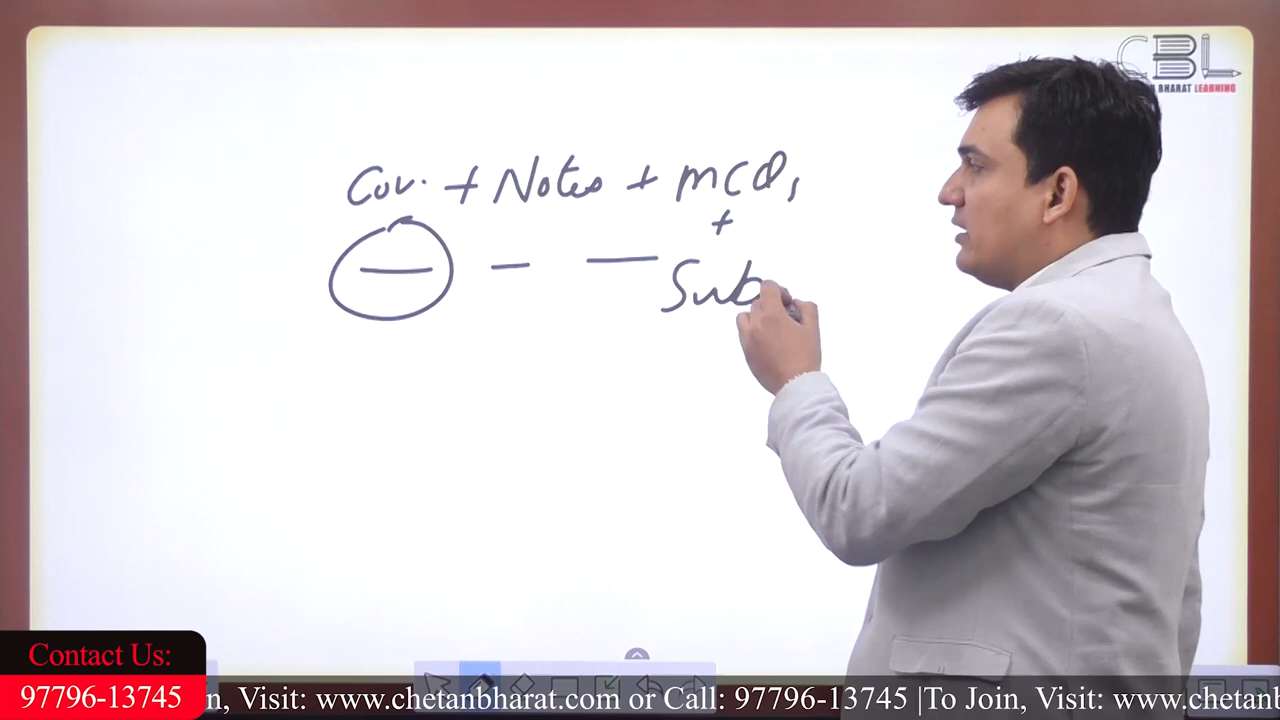 CBL
BHARAT LEARNING
Cov. + Notes + MCQs
+
Sub
Contact Us:
97796-13745
n, Visit: www.chetanbharat.com or Call: 97796-13745 |To Join, Visit: www.chetanb